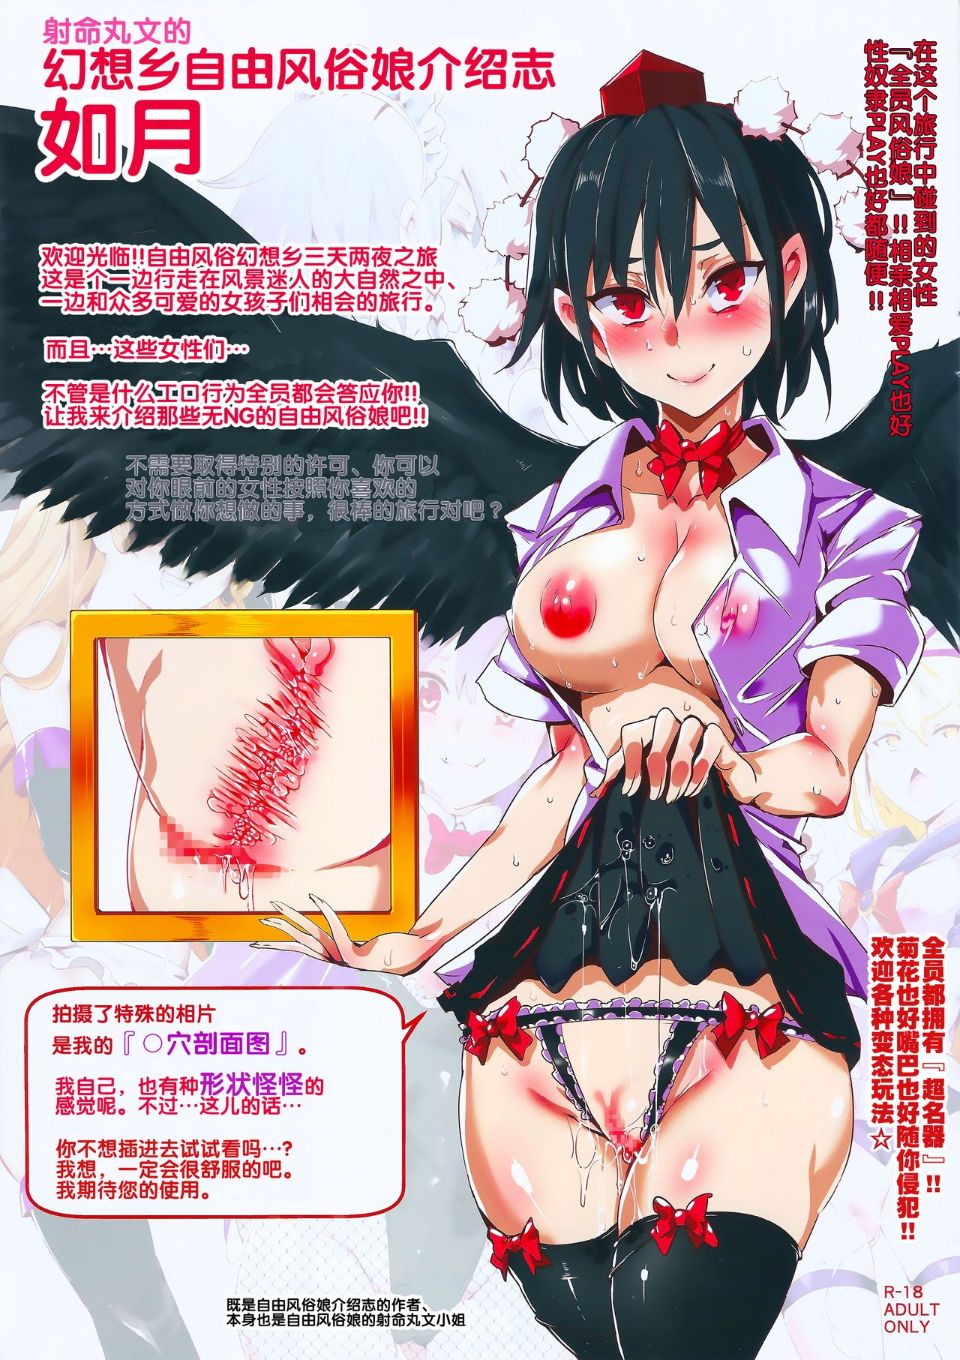 射命丸文的
幻想乡自由风俗娘介绍志
如月
欢迎光临!!自由风俗幻想乡三天两夜之旅
这是个一边行走在风景迷人的大自然之中、
一边和众多可爱的女孩子们相会的旅行。
而且…这些女性们…
不管是什么工口行为全员都会答应你!!
让我来介绍那些无NG的自由风俗娘吧!!
不需要取得特别的许可、你可以
对你眼前的女性按照你喜欢的
方式做你想做的事，很棒的旅行对吧？
在这个旅行中碰到的女性
『全员风俗娘』!!相亲相爱PLAY也好
性奴隶PLAY也好都随便!!
拍摄了特殊的相片
是我的『○穴剖面图』。
我自己，也有种形状怪怪的
感觉呢。不过…这儿的话…
你不想插进去试试看吗…?
我想，一定会很舒服的吧。
我期待您的使用。
全员都拥有『超名器』!!
菊花也好嘴巴也好随你侵犯!!
欢迎各种变态玩法☆
既是自由风俗娘介绍志的作者、
本身也是自由风俗娘的射命丸文小姐
R-18
ADULT
ONLY